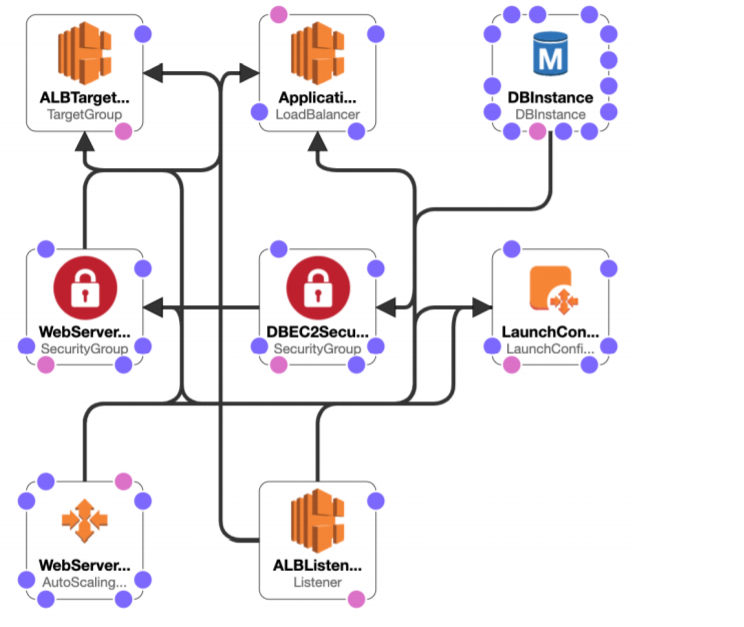 ALBTarget...
TargetGroup
Applicati...
LoadBalancer
M
DBInstance
DBInstance
WebServer...
SecurityGroup
DBEC2Secu...
SecurityGroup
LaunchCon...
LaunchConfi...
WebServer...
AutoScaling...
ALBListen...
Listener